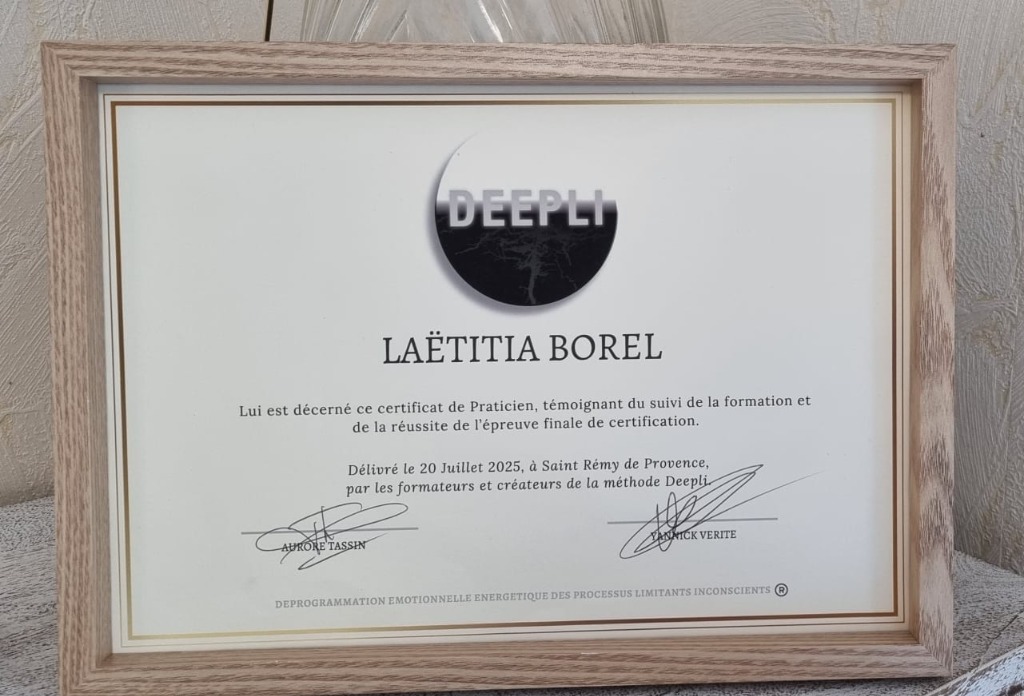 DEEPLI
LAËTITIA BOREL
Lui est décerné ce certificat de Praticien, témoignant du suivi de la formation et
de la réussite de l'épreuve finale de certification.
Délivré le 20 Juillet 2025, à Saint Rémy de Provence,
par les formateurs et créateurs de la méthode Deepli.
AURORE TASSIN
YANNICK VERITE
DEPROGRAMMATION EMOTIONNELLE ENERGETIQUE DES PROCESSUS LIMITANTS INCONSCIENTS ®